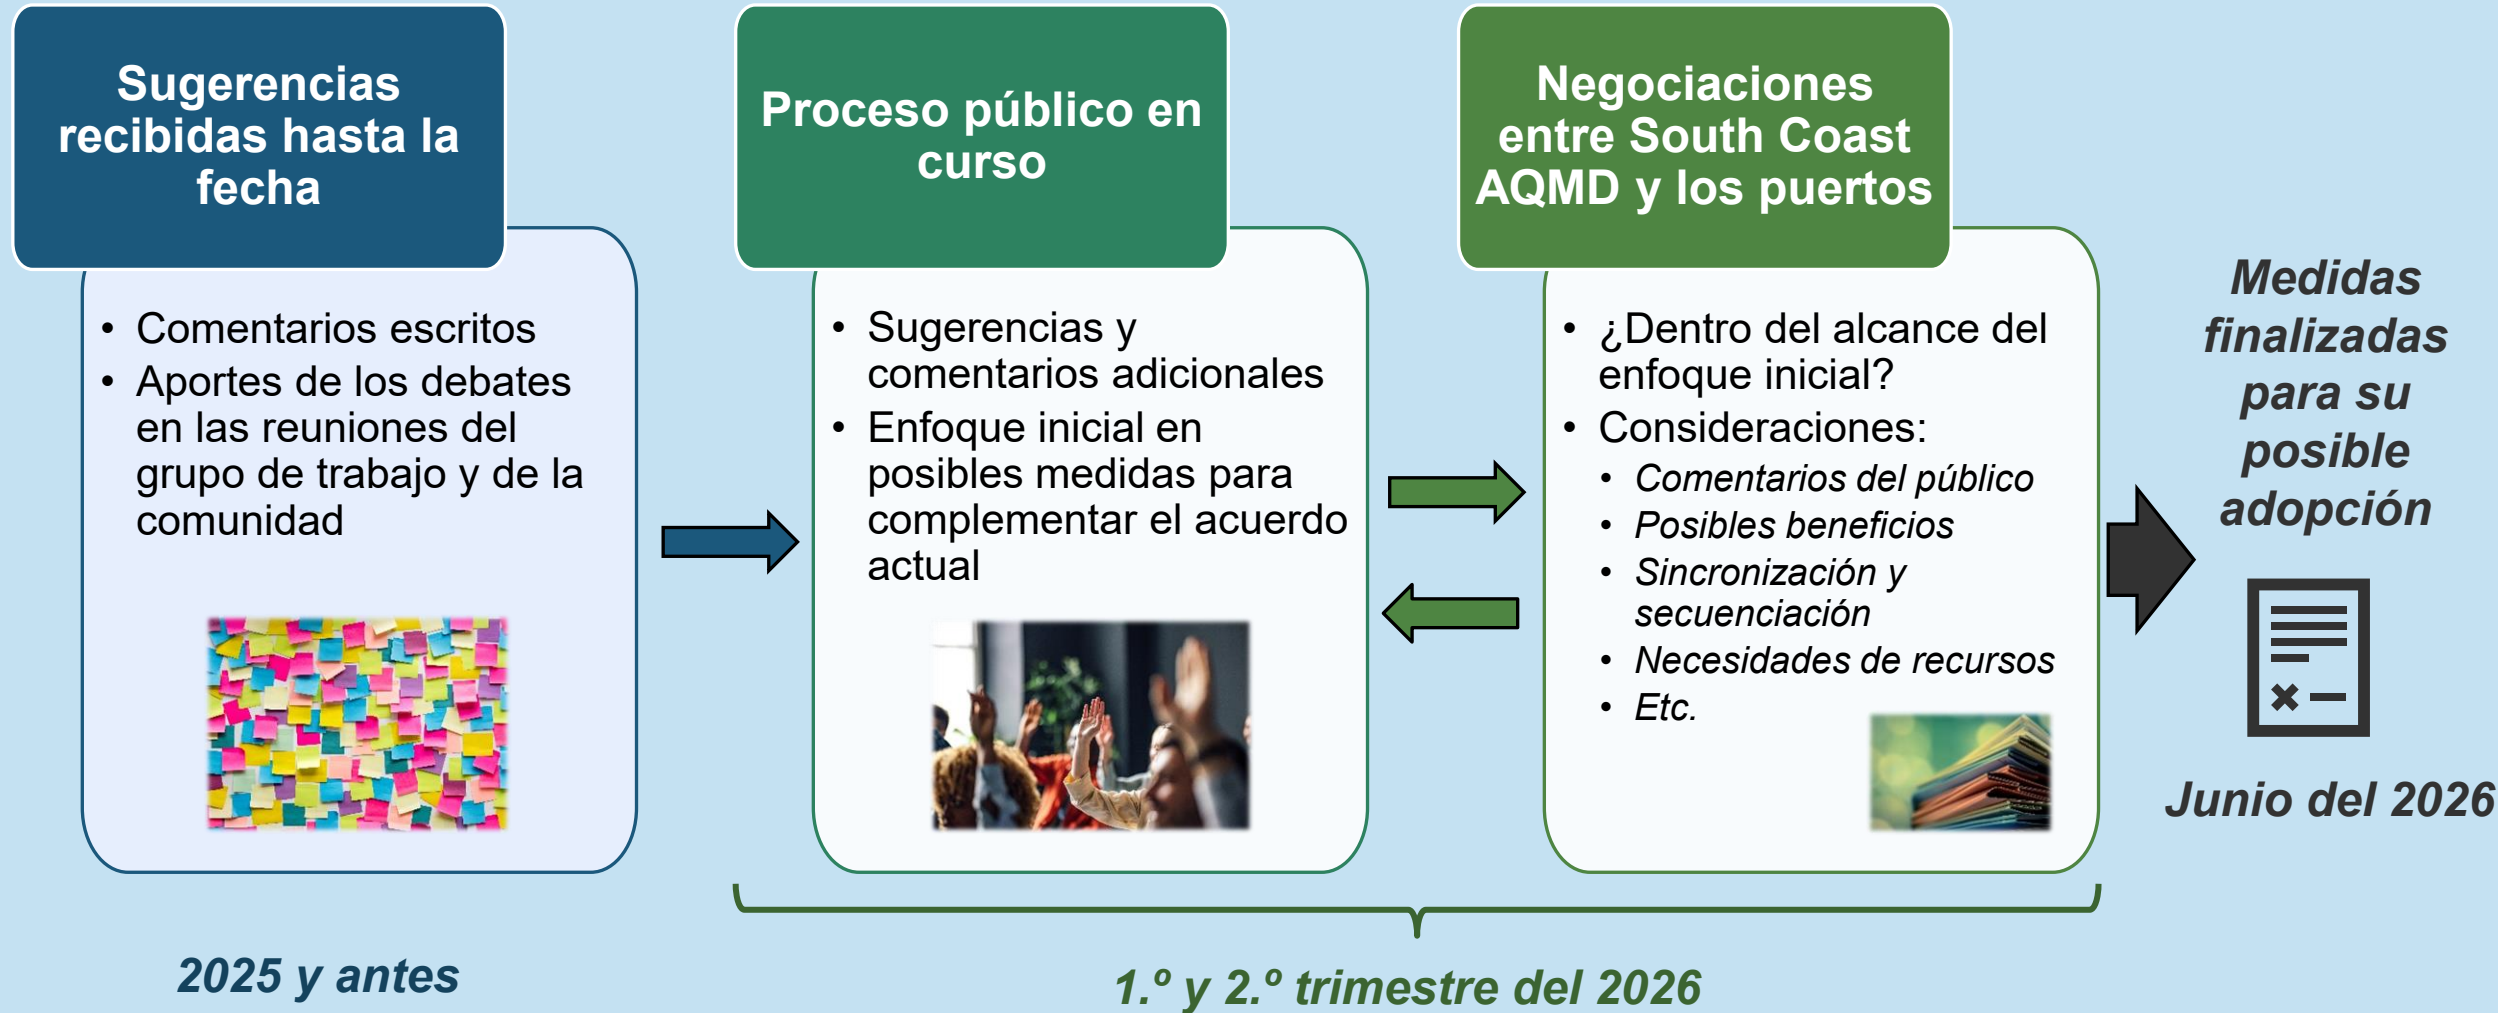 Sugerencias
recibidas hasta la
fecha
• Comentarios escritos
• Aportes de los debates
en las reuniones del
grupo de trabajo y de la
comunidad
2025 y antes
Proceso público en
curso
• Sugerencias y
comentarios adicionales
• Enfoque inicial en
posibles medidas para
complementar el acuerdo
actual
Negociaciones
entre South Coast
AQMD y los puertos
• ¿Dentro del alcance del
enfoque inicial?
• Consideraciones:
• Comentarios del público
• Posibles beneficios
• Sincronización y
secuenciación
• Necesidades de recursos
• Etc.
1.º y 2.º trimestre del 2026
Medidas
finalizadas
para su
posible
adopción
Junio del 2026